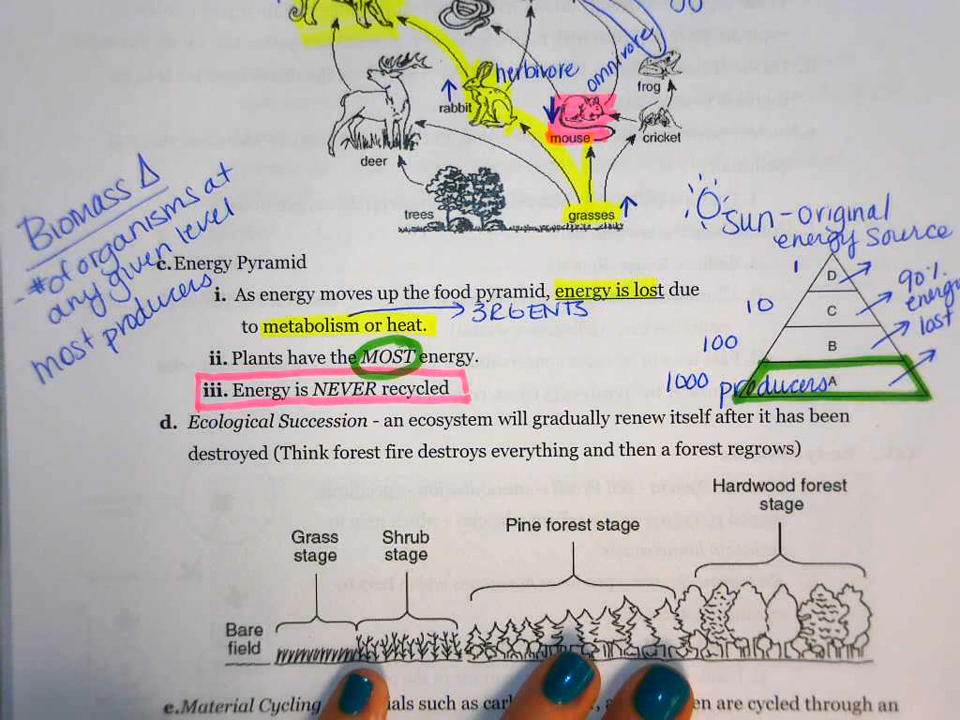 herbivore
omnivore
frog
rabbit
mouse
cricket
deer
trees
grasses
Biomass Δ
- # of organisms at
any given level
most producers
Sun - original
energy source
c. Energy Pyramid
i. As energy moves up the food pyramid, energy is lost due
to metabolism or heat.
ii. Plants have the MOST energy.
iii. Energy is NEVER recycled
1
D
10
C
90%
energy
lost
100
B
1000
producers
A
d. Ecological Succession - an ecosystem will gradually renew itself after it has been
destroyed (Think forest fire destroys everything and then a forest regrows)
Grass
stage
Shrub
stage
Pine forest stage
Hardwood forest
stage
Bare
field
e. Material Cycling
are cycled through an